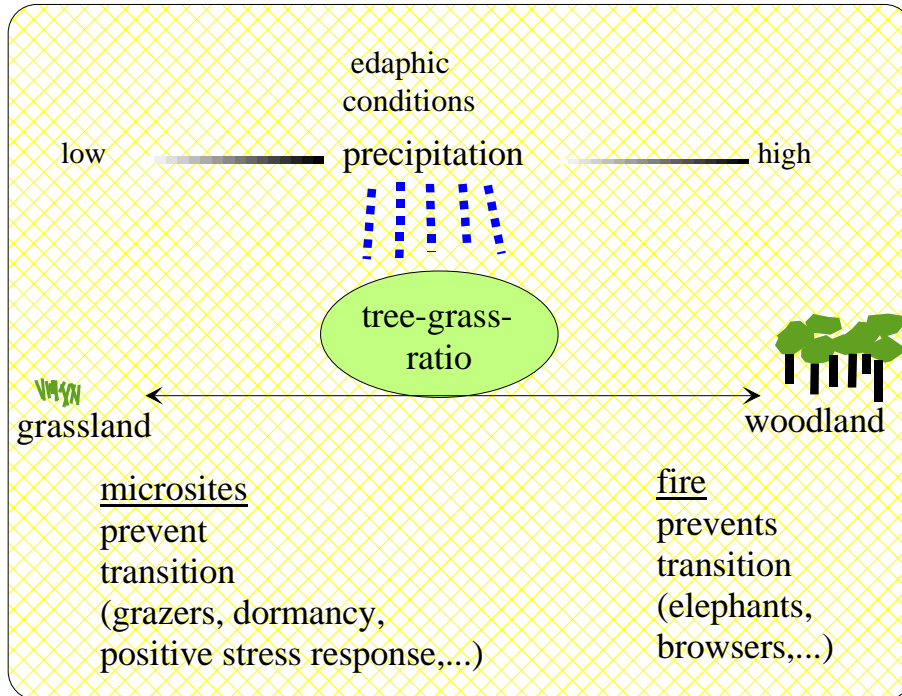 edaphic
conditions
low precipitation high
tree-grass-
ratio
grassland woodland
microsites
prevent
transition
(grazers, dormancy,
positive stress response,...)
fire
prevents
transition
(elephants,
browsers,...)